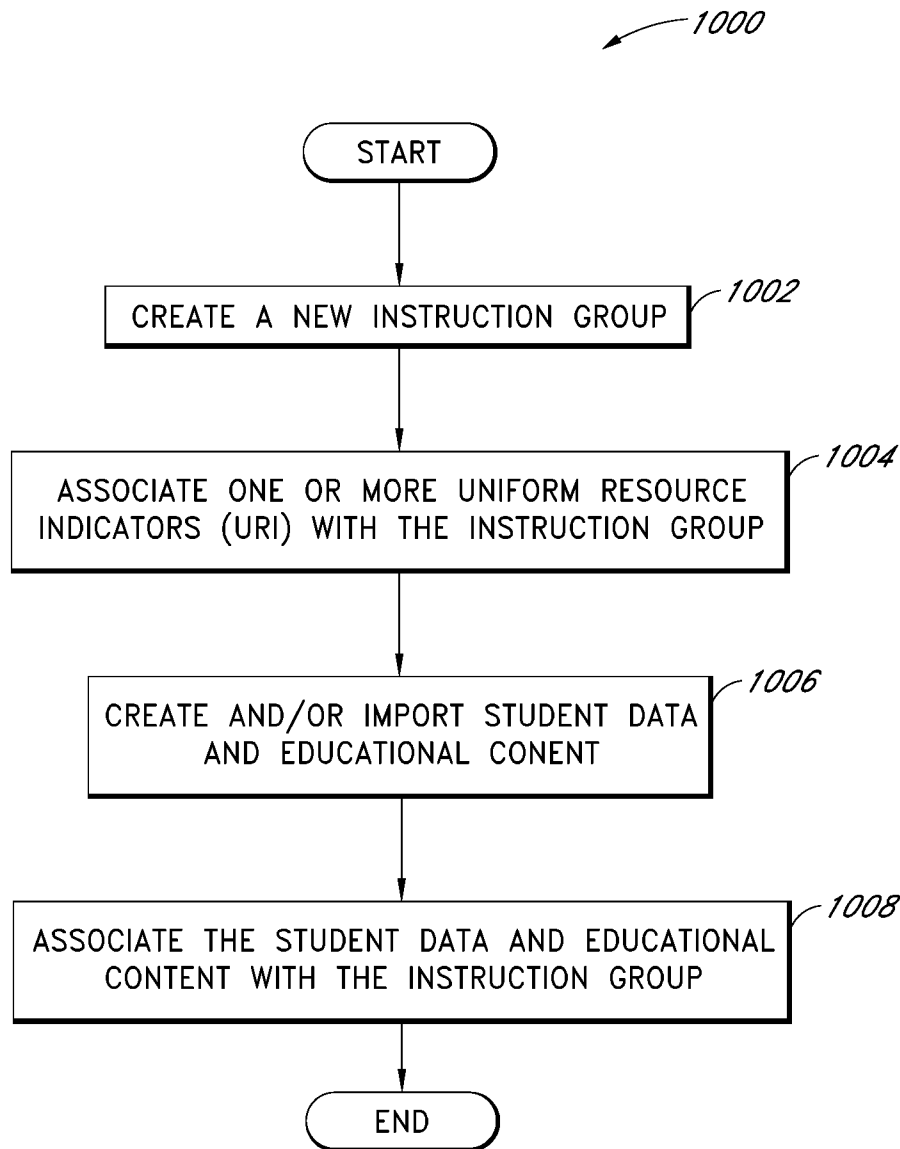 1000
START
1002
CREATE A NEW INSTRUCTION GROUP
1004
ASSOCIATE ONE OR MORE UNIFORM RESOURCE
INDICATORS (URI) WITH THE INSTRUCTION GROUP
1006
CREATE AND/OR IMPORT STUDENT DATA
AND EDUCATIONAL CONENT
1008
ASSOCIATE THE STUDENT DATA AND EDUCATIONAL
CONTENT WITH THE INSTRUCTION GROUP
END